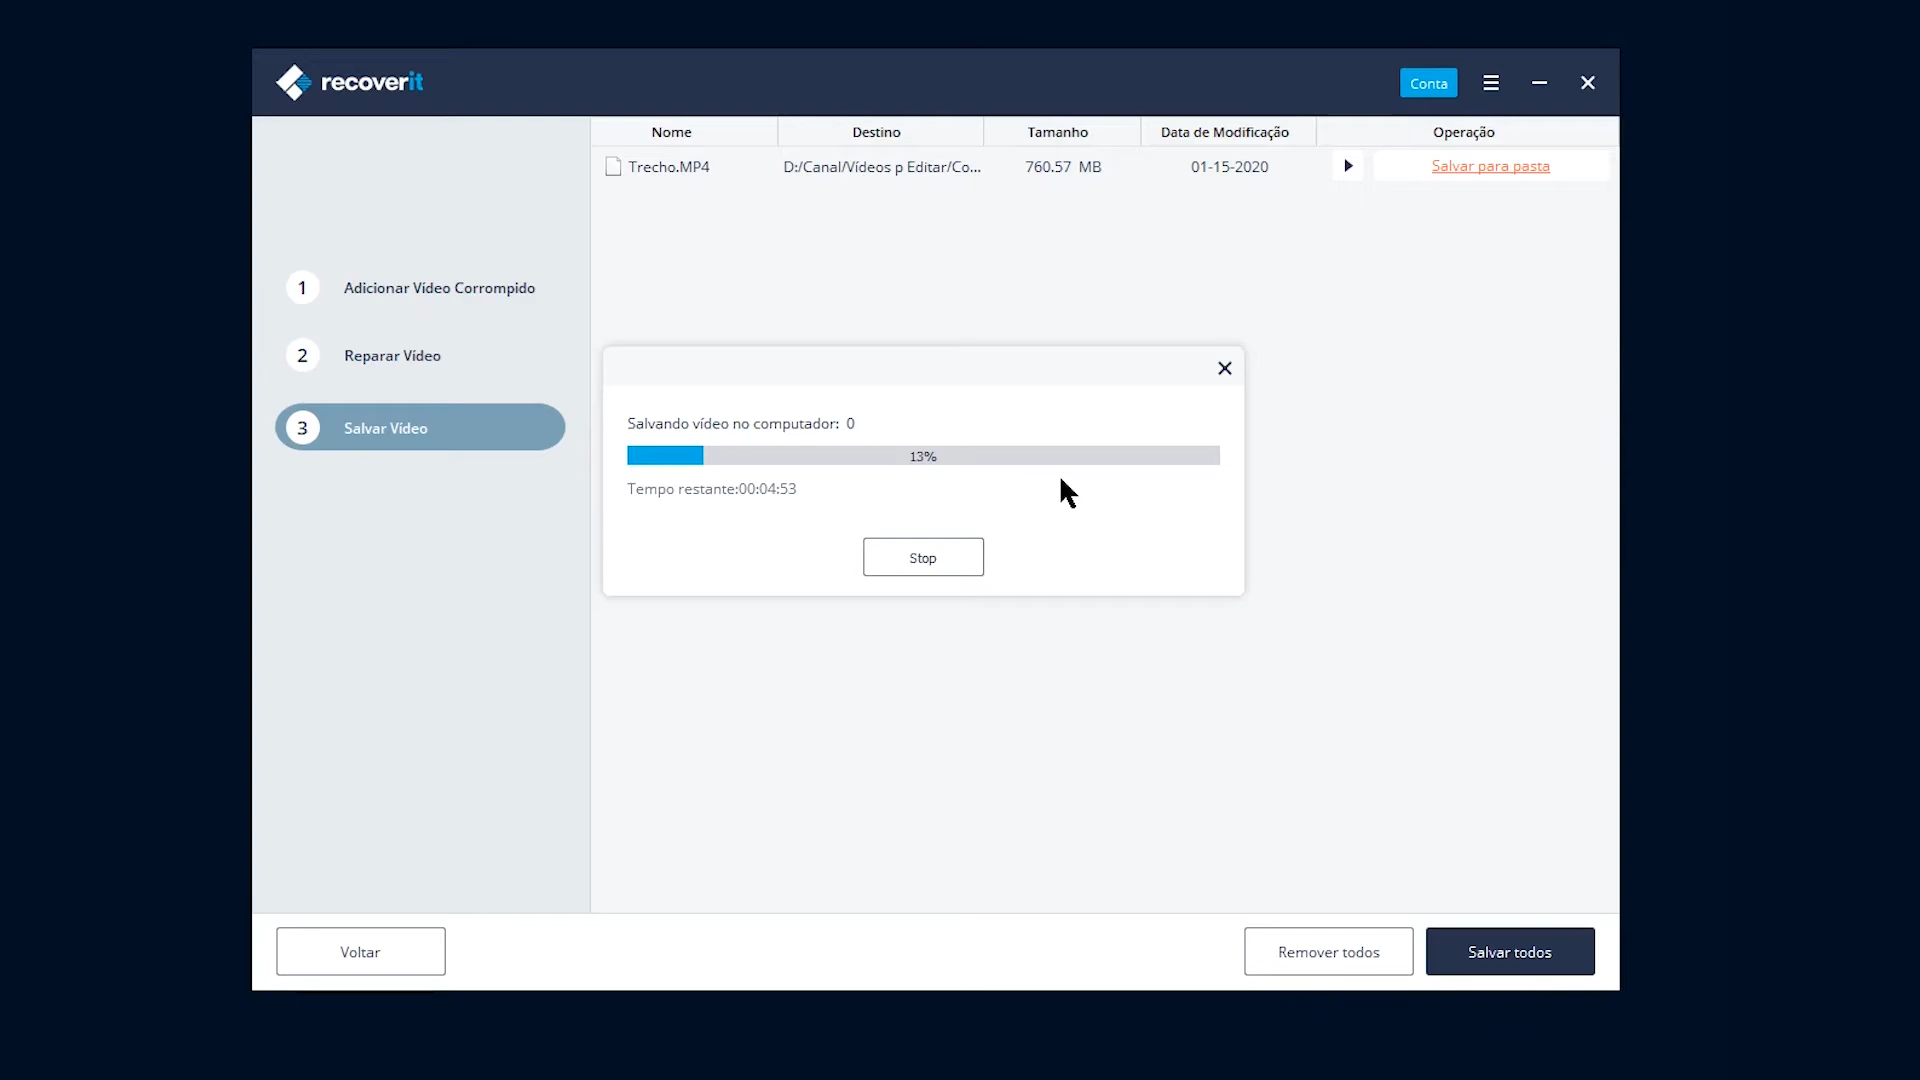 recoverit
Conta
Nome Destino Tamanho Data de Modificação Operação
Trecho.MP4 D:/Canal/Vídeos p Editar/Co... 760.57 MB 01-15-2020 Salvar para pasta
1 Adicionar Vídeo Corrompido
2 Reparar Vídeo
3 Salvar Vídeo
Salvando vídeo no computador: 0
13%
Tempo restante:00:04:53
Stop
Voltar Remover todos Salvar todos